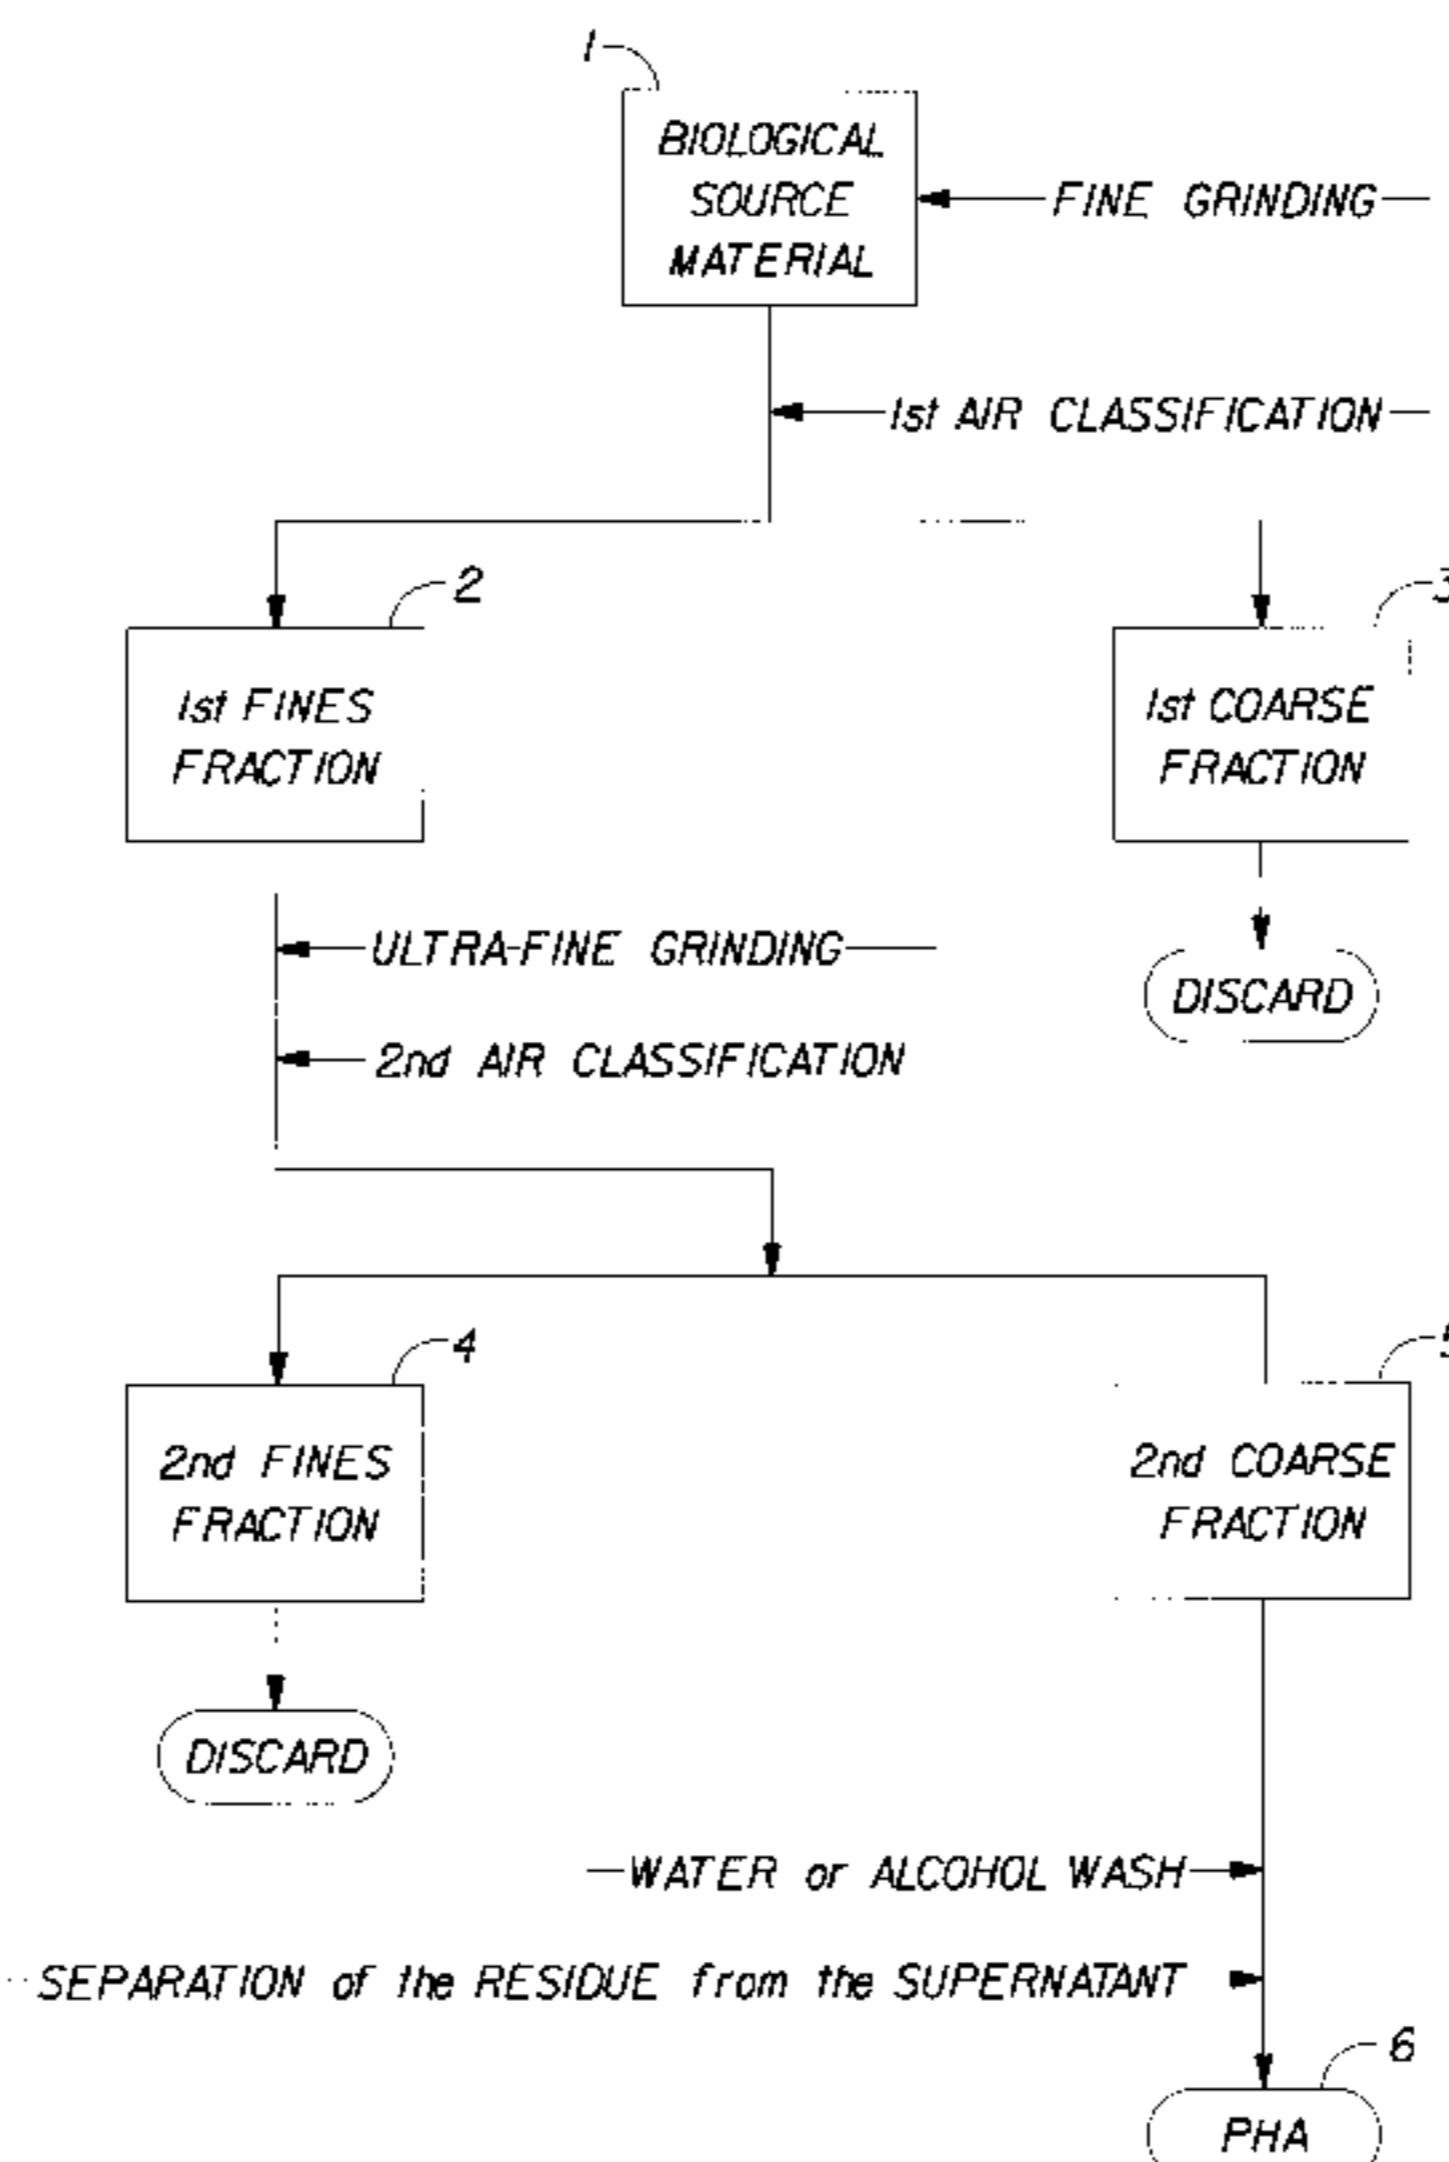 1
BIOLOGICAL
SOURCE
MATERIAL
FINE GRINDING
1st AIR CLASSIFICATION
2
3
1st FINES
FRACTION
1st COARSE
FRACTION
ULTRA-FINE GRINDING
DISCARD
2nd AIR CLASSIFICATION
4
5
2nd FINES
FRACTION
2nd COARSE
FRACTION
DISCARD
WATER or ALCOHOL WASH
SEPARATION of the RESIDUE from the SUPERNATANT
6
PHA